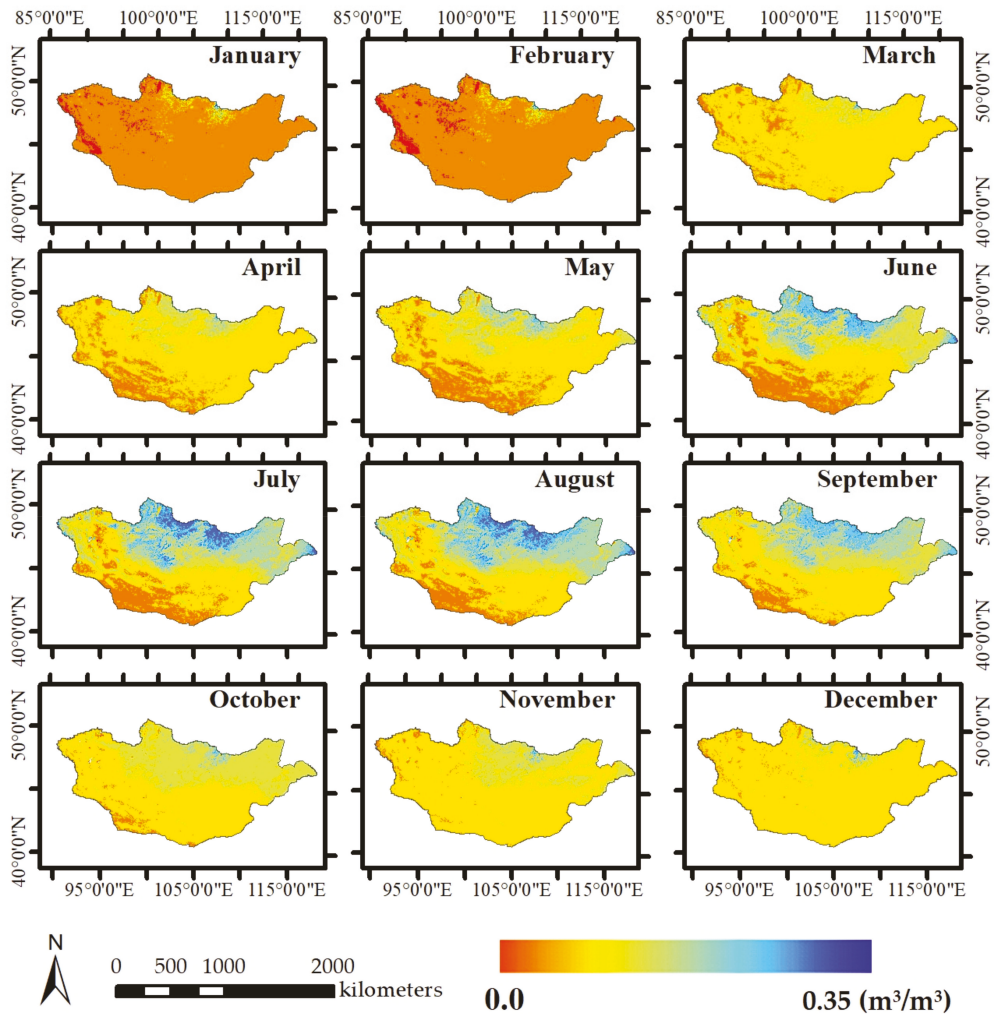 85°0'0"E 100°0'0"E 115°0'0"E 85°0'0"E 100°0'0"E 115°0'0"E 85°0'0"E 100°0'0"E 115°0'0"E
January February March
50°0'0"N 50°0'0"N
40°0'0"N 40°0'0"N
April May June
50°0'0"N 50°0'0"N
40°0'0"N 40°0'0"N
July August September
50°0'0"N 50°0'0"N
40°0'0"N 40°0'0"N
October November December
50°0'0"N 50°0'0"N
40°0'0"N 40°0'0"N
95°0'0"E 105°0'0"E 115°0'0"E 95°0'0"E 105°0'0"E 115°0'0"E 95°0'0"E 105°0'0"E 115°0'0"E
N
0 500 1000 2000
kilometers
0.0 0.35 (m³/m³)